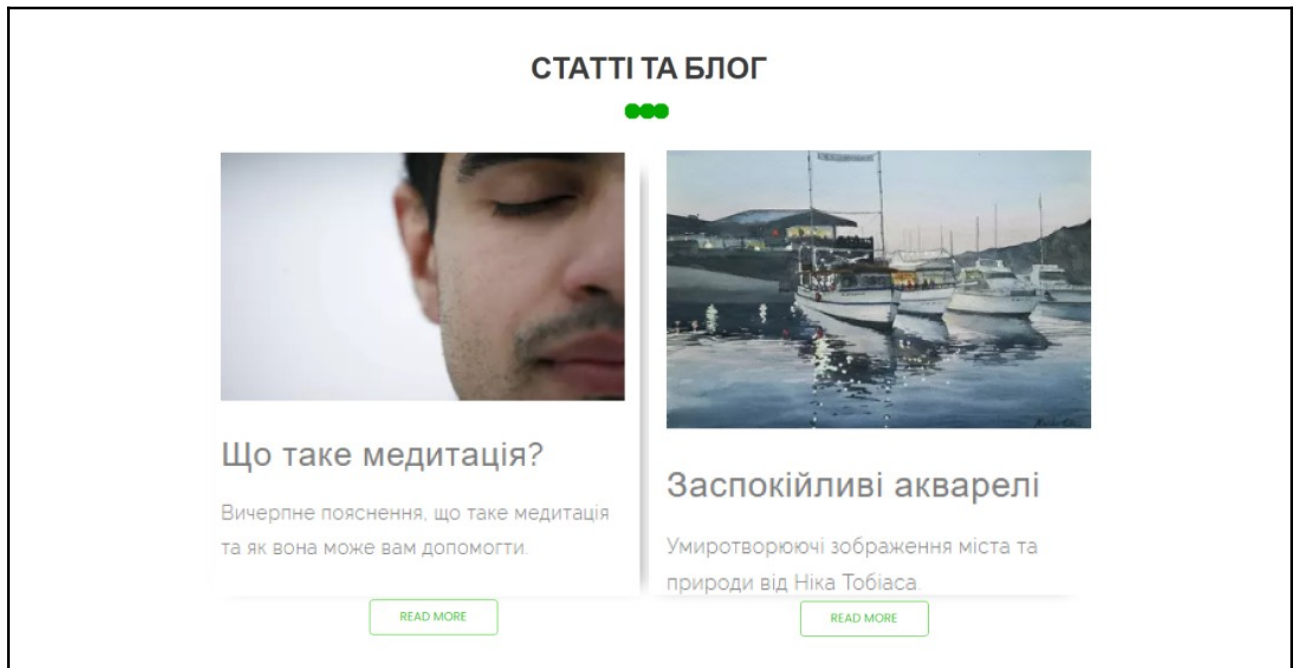 СТАТТІ ТА БЛОГ
Що таке медитація?
Вичерпне пояснення, що таке медитація
та як вона може вам допомогти.
READ MORE
Заспокійливі акварелі
Умиротворюючі зображення міста та
природи від Ніка Тобіаса.
READ MORE